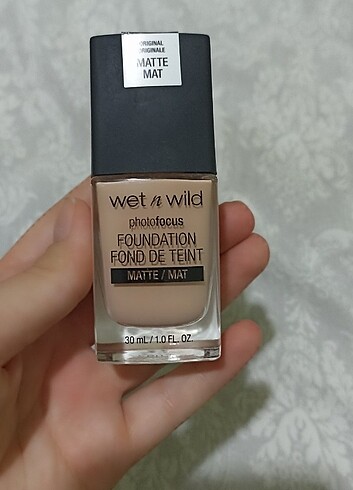 ORIGINAL
ORIGINALE
MATTE
MAT
wet n wild
photofocus
FOUNDATION
FOND DE TEINT
MATTE / MAT
30 mL / 1.0 FL. OZ.